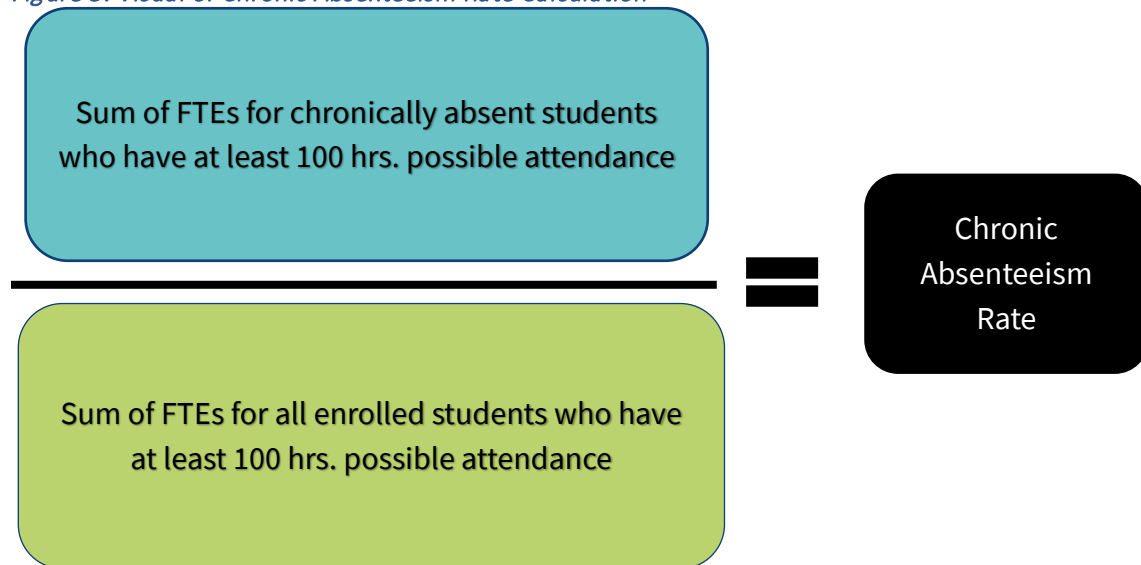 Sum of FTEs for chronically absent students
who have at least 100 hrs. possible attendance
Chronic
Absenteeism
Rate
Sum of FTEs for all enrolled students who have
at least 100 hrs. possible attendance